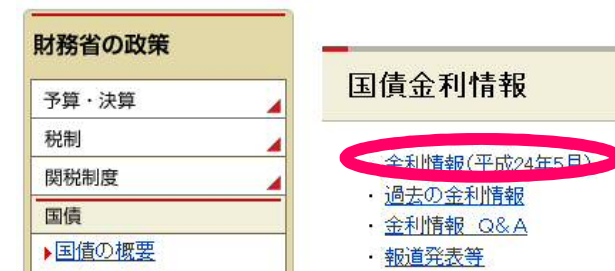 財務省の政策
予算・決算
税制
関税制度
国債
国債の概要
国債金利情報
金利情報(平成24年5月)
・過去の金利情報
・金利情報 Q&A
・報道発表等